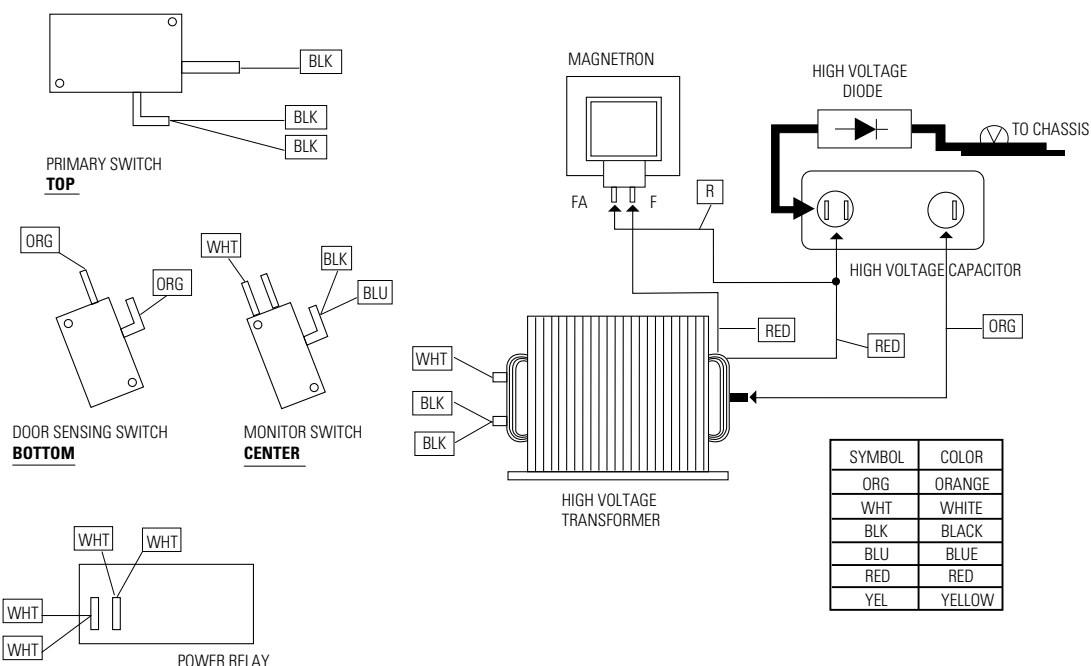 BLK
BLK
BLK
PRIMARY SWITCH
TOP
MAGNETRON
FA
F
R
HIGH VOLTAGE
DIODE
TO CHASSIS
HIGH VOLTAGE CAPACITOR
ORG
ORG
DOOR SENSING SWITCH
BOTTOM
WHT
BLK
BLU
MONITOR SWITCH
CENTER
WHT
BLK
BLK
RED
RED
ORG
HIGH VOLTAGE
TRANSFORMER
SYMBOL COLOR
ORG ORANGE
WHT WHITE
BLK BLACK
BLU BLUE
RED RED
YEL YELLOW
WHT
WHT
WHT
WHT
POWER RELAY